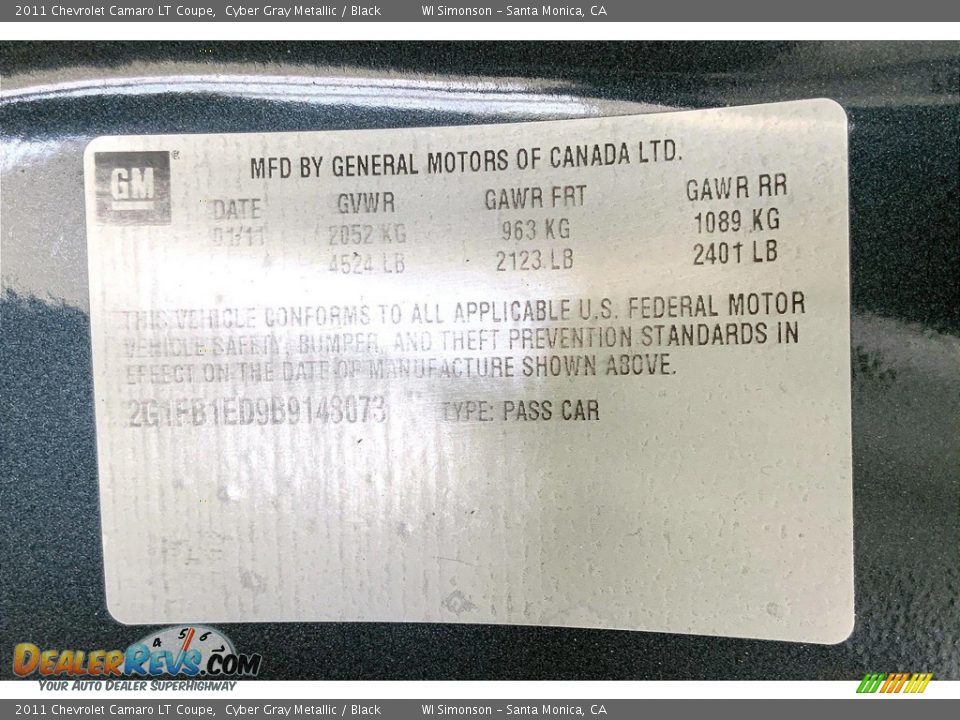 2011 Chevrolet Camaro LT Coupe, Cyber Gray Metallic / Black WI Simonson - Santa Monica, CA
GM®
MFD BY GENERAL MOTORS OF CANADA LTD.
DATE GVWR GAWR FRT GAWR RR
01/11 2052 KG 963 KG 1089 KG
4524 LB 2123 LB 2401 LB
THIS VEHICLE CONFORMS TO ALL APPLICABLE U.S. FEDERAL MOTOR
VEHICLE SAFETY, BUMPER, AND THEFT PREVENTION STANDARDS IN
EFFECT ON THE DATE OF MANUFACTURE SHOWN ABOVE.
2G1FB1ED9B9148073 TYPE: PASS CAR
4 5 6
DealerRevs.com
Your Auto Dealer SuperHighway
2011 Chevrolet Camaro LT Coupe, Cyber Gray Metallic / Black WI Simonson - Santa Monica, CA